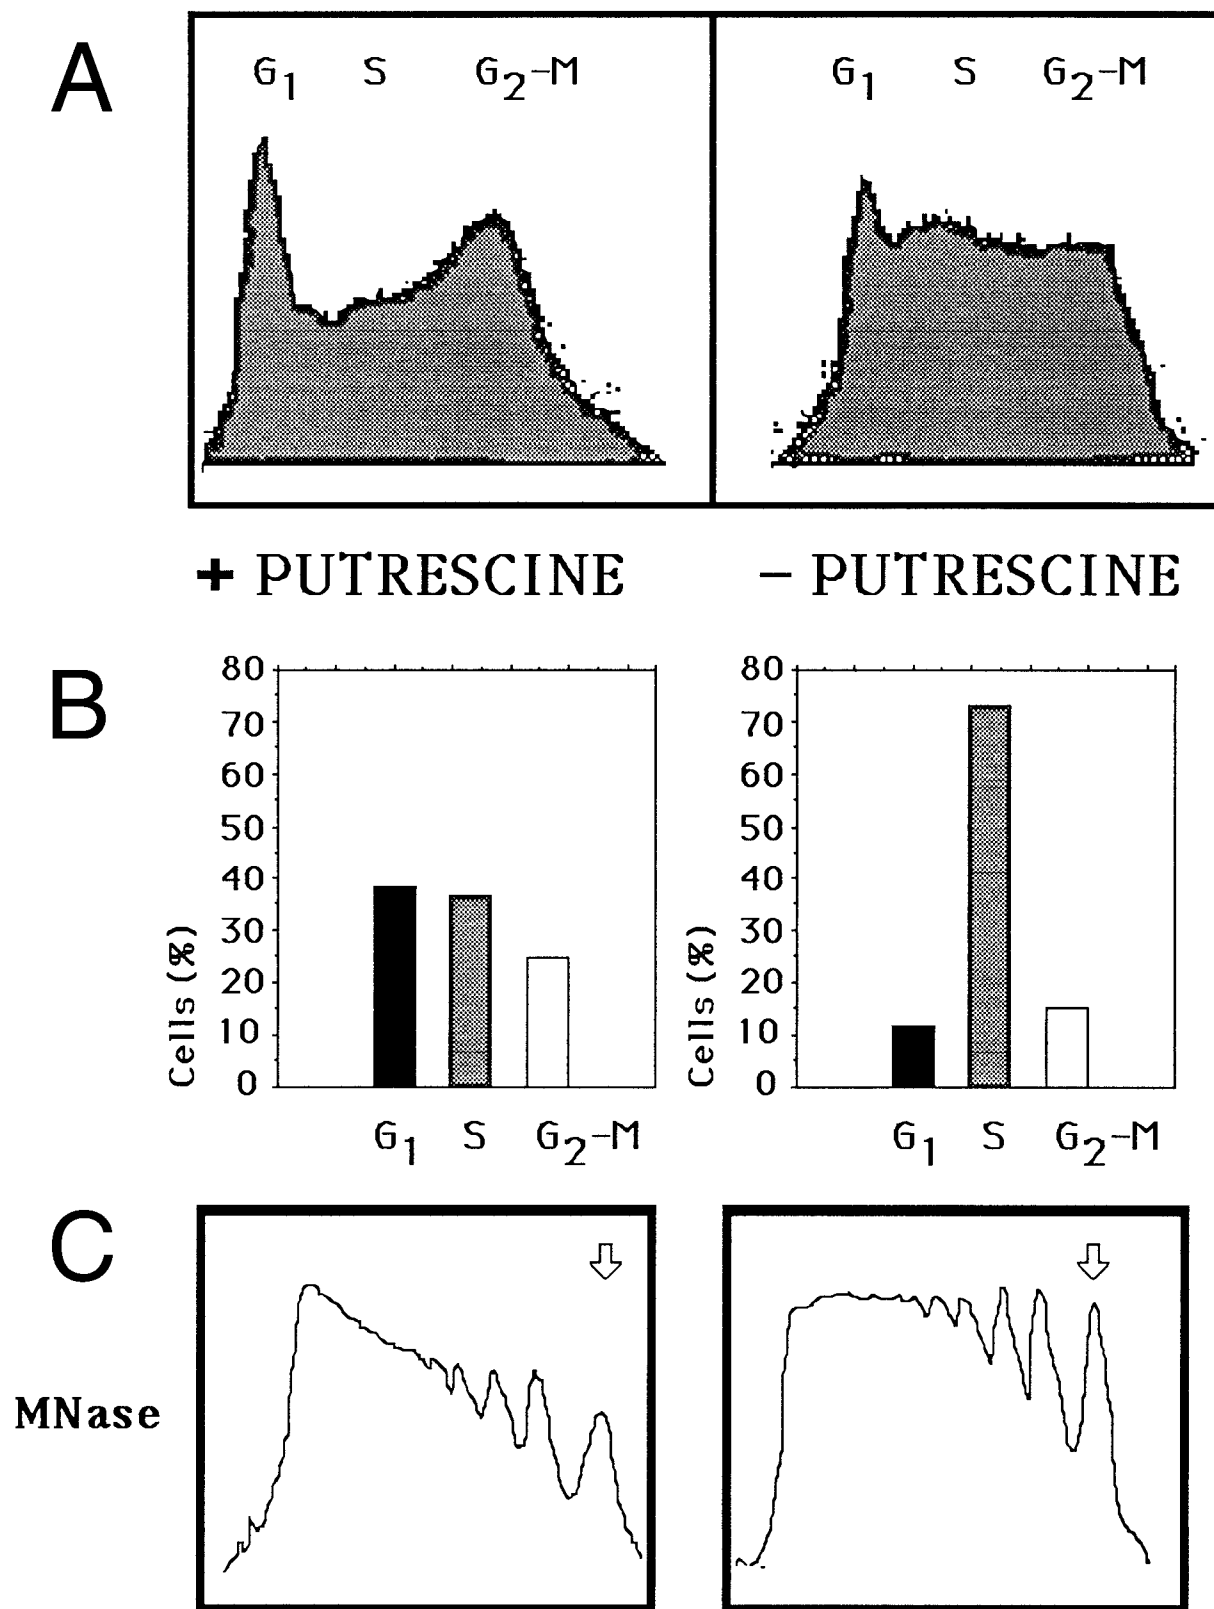 A
G1 S G2-M
G1 S G2-M
+ PUTRESCINE
− PUTRESCINE
B
80
70
60
50
40
30
20
10
0
Cells (%)
G1 S G2-M
80
70
60
50
40
30
20
10
0
Cells (%)
G1 S G2-M
C
MNase